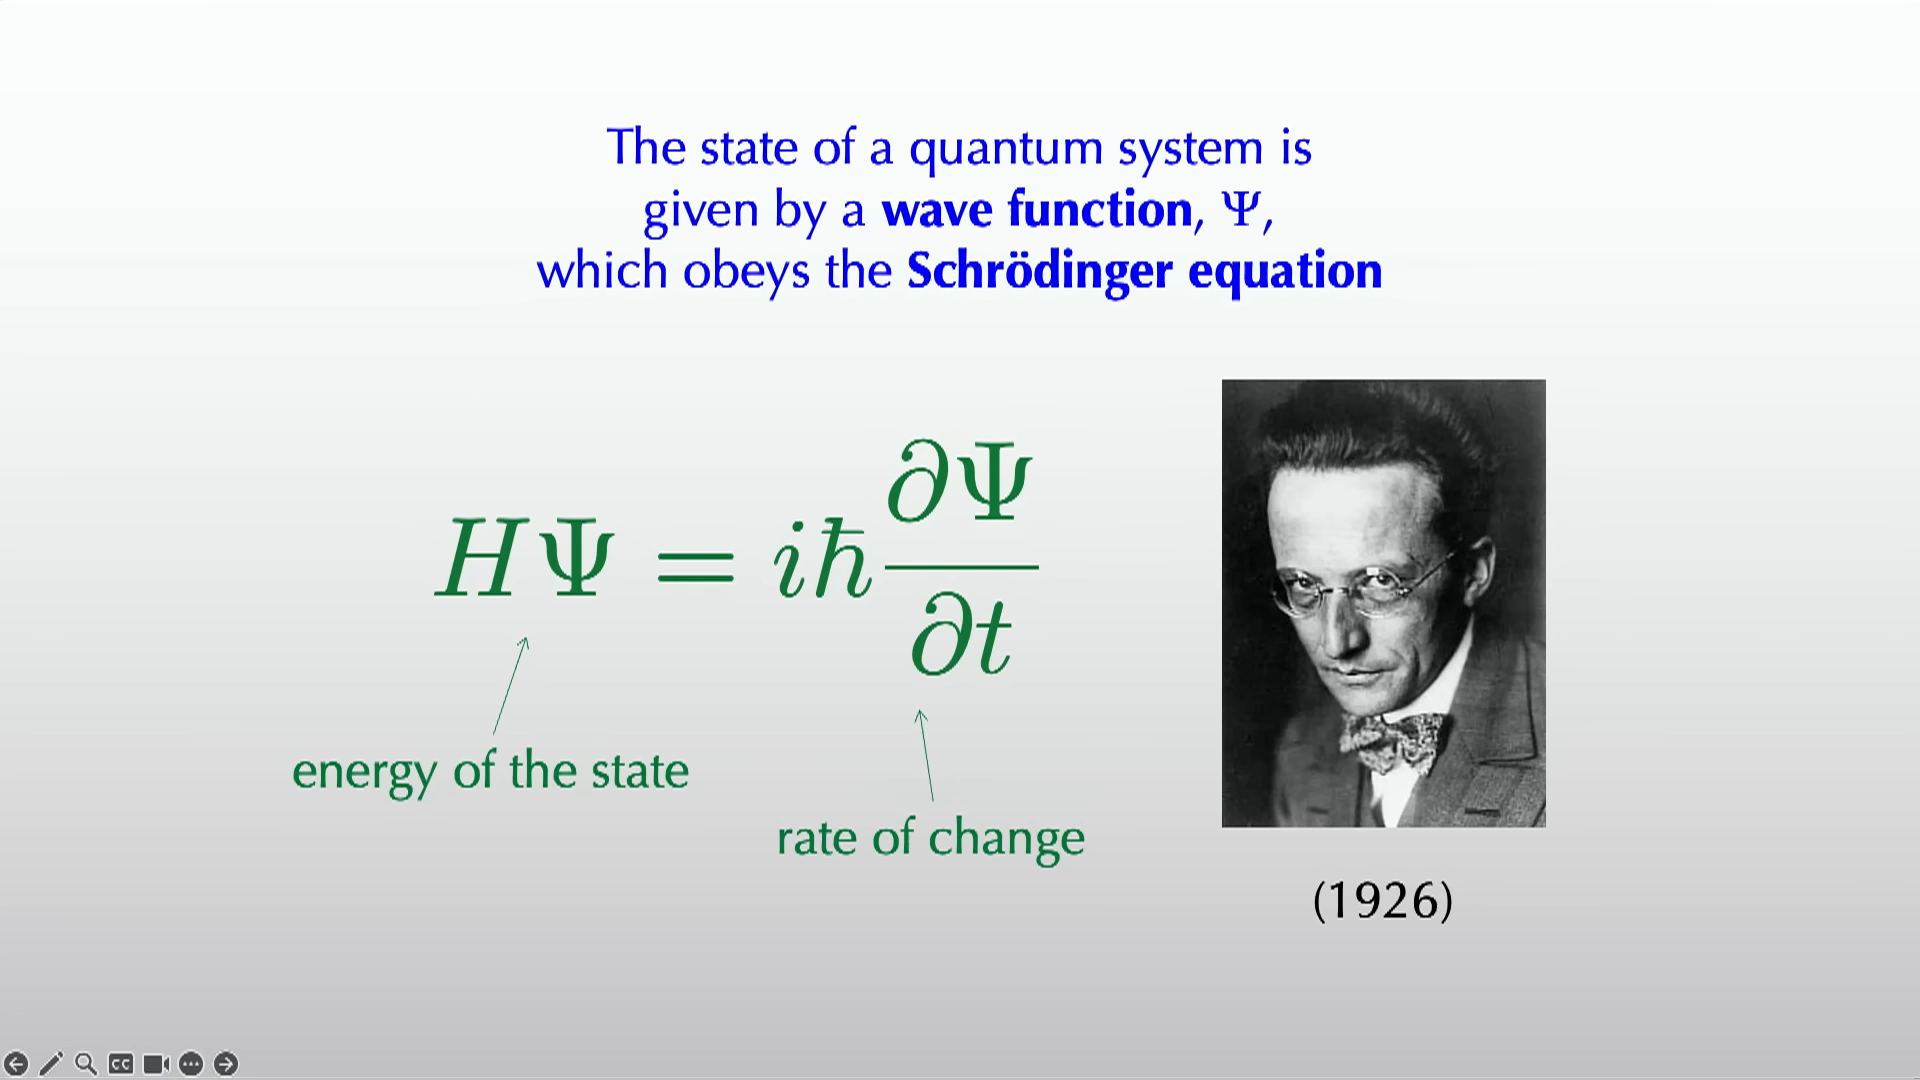 The state of a quantum system is
given by a wave function, Ψ,
which obeys the Schrödinger equation
HΨ = iħ ∂Ψ/∂t
energy of the state
rate of change
(1926)
CC